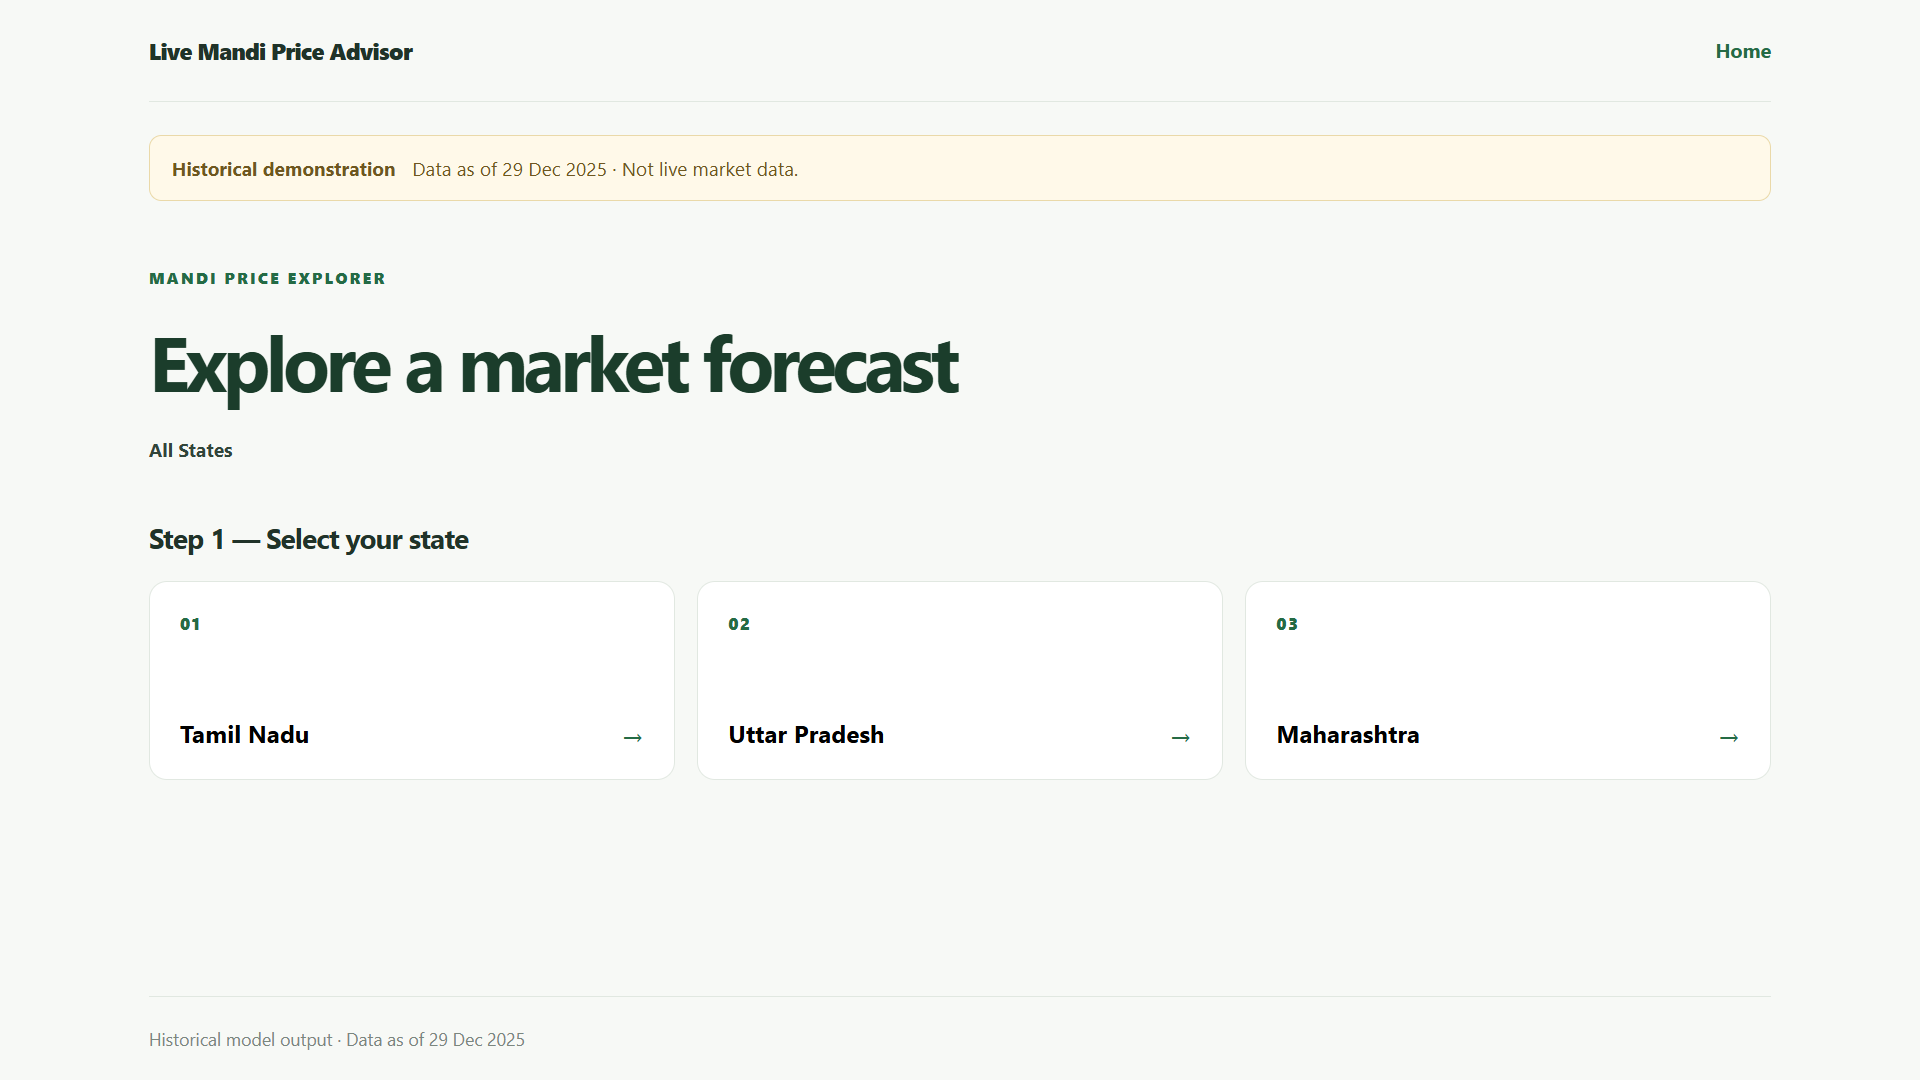 Live Mandi Price Advisor
Home
Historical demonstration Data as of 29 Dec 2025 · Not live market data.
MANDI PRICE EXPLORER
Explore a market forecast
All States
Step 1 — Select your state
01
Tamil Nadu →
02
Uttar Pradesh →
03
Maharashtra →
Historical model output · Data as of 29 Dec 2025